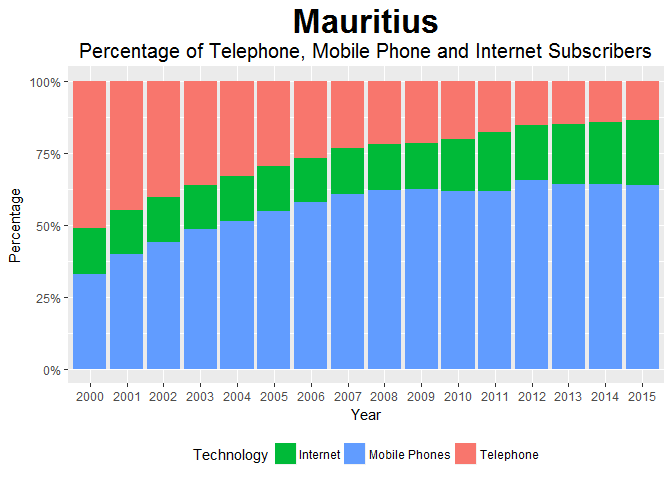 Mauritius
Percentage of Telephone, Mobile Phone and Internet Subscribers
100%
75%
50%
25%
0%
Percentage
2000 2001 2002 2003 2004 2005 2006 2007 2008 2009 2010 2011 2012 2013 2014 2015
Year
Technology Internet Mobile Phones Telephone